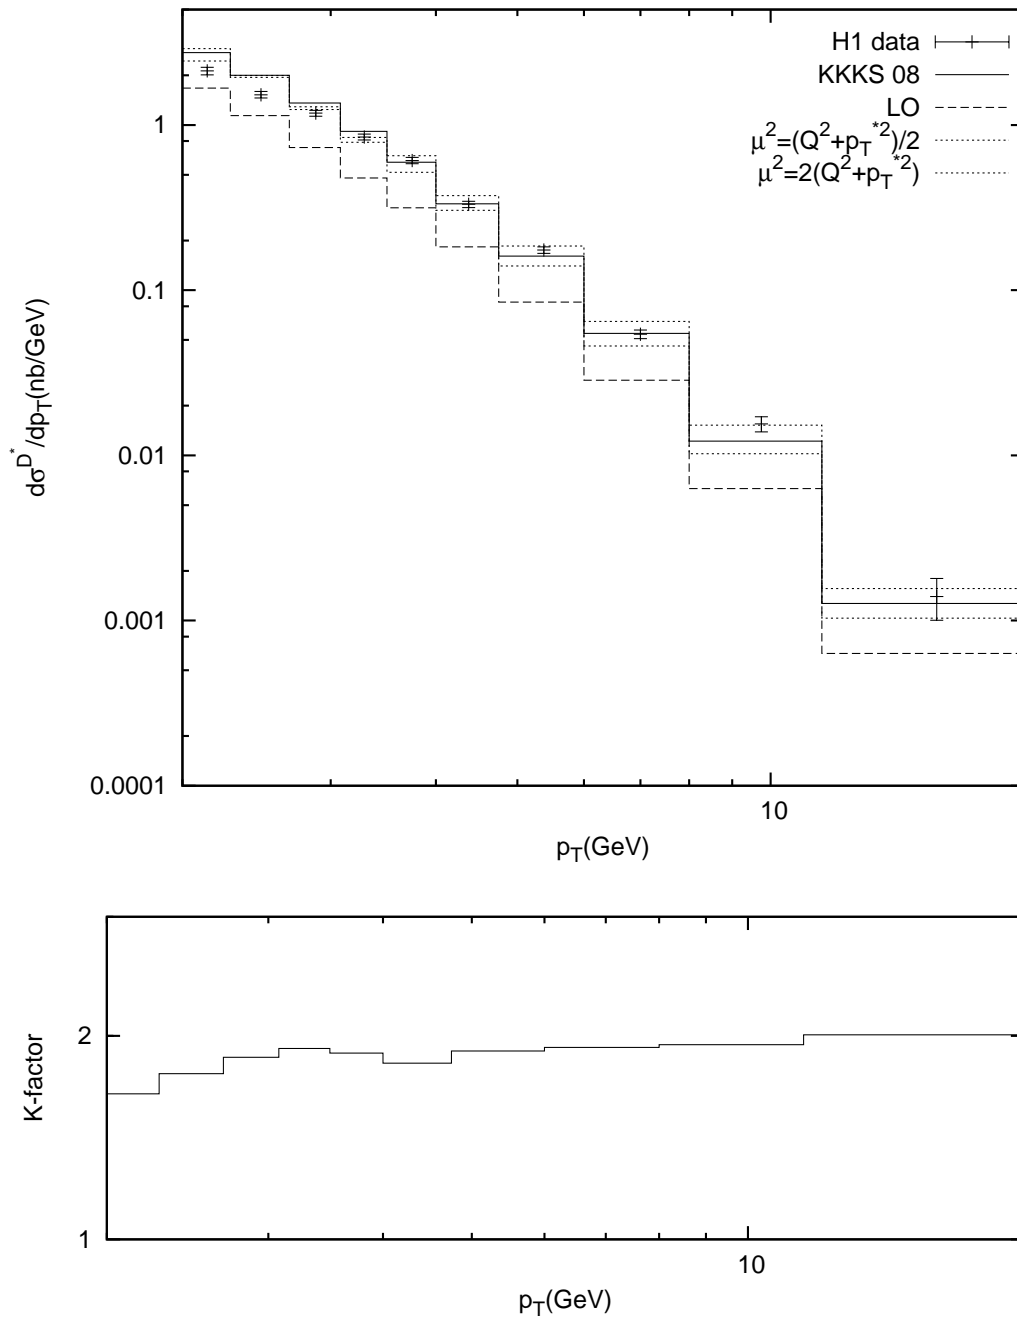 H1 data
KKKS 08
LO
μ²=(Q²+p_T^*2)/2
μ²=2(Q²+p_T^*2)
1
0.1
0.01
0.001
0.0001
dσ^D*/dp_T(nb/GeV)
10
p_T(GeV)
2
1
K-factor
10
p_T(GeV)